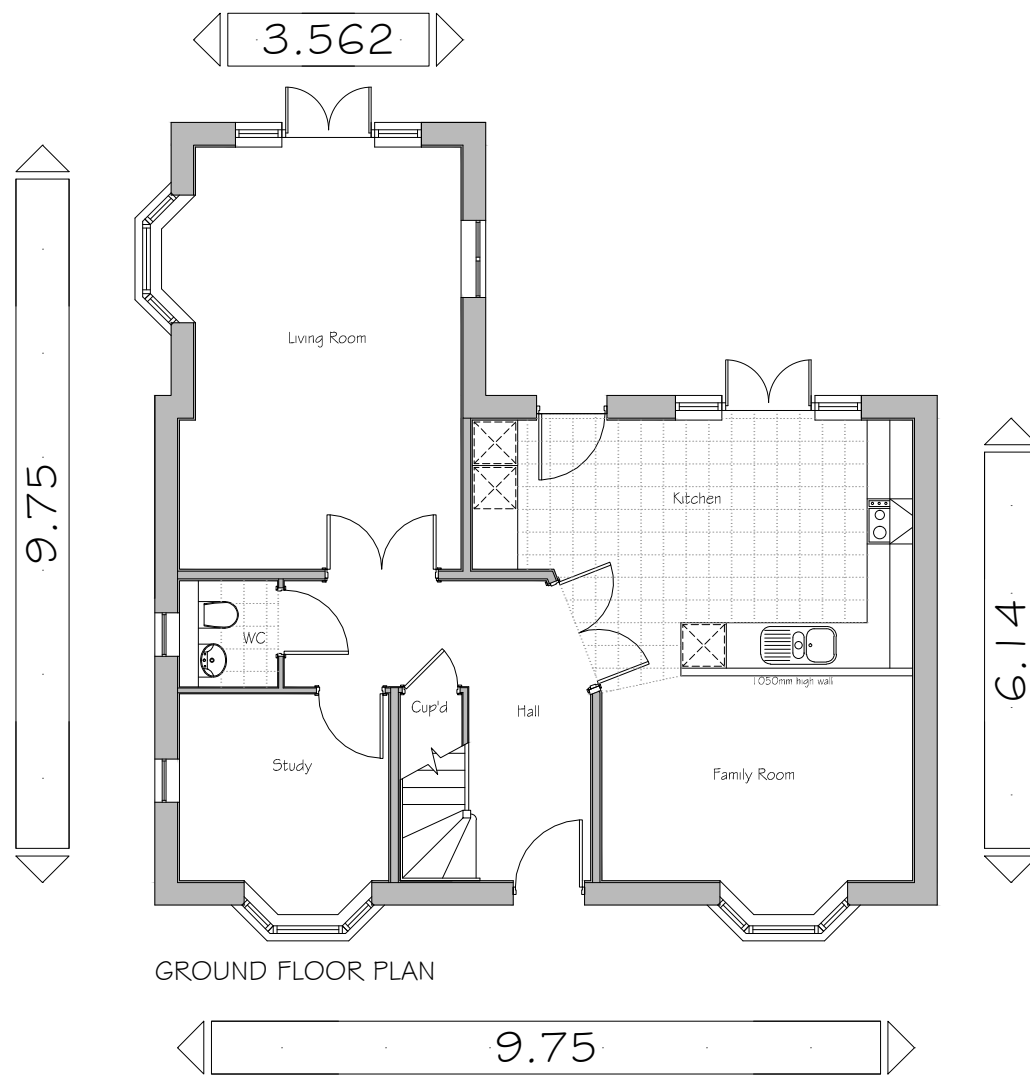 3.562
Living Room
9.75
Kitchen
WC
1050mm high wall
6.14
Cup'd
Hall
Study
Family Room
GROUND FLOOR PLAN
9.75